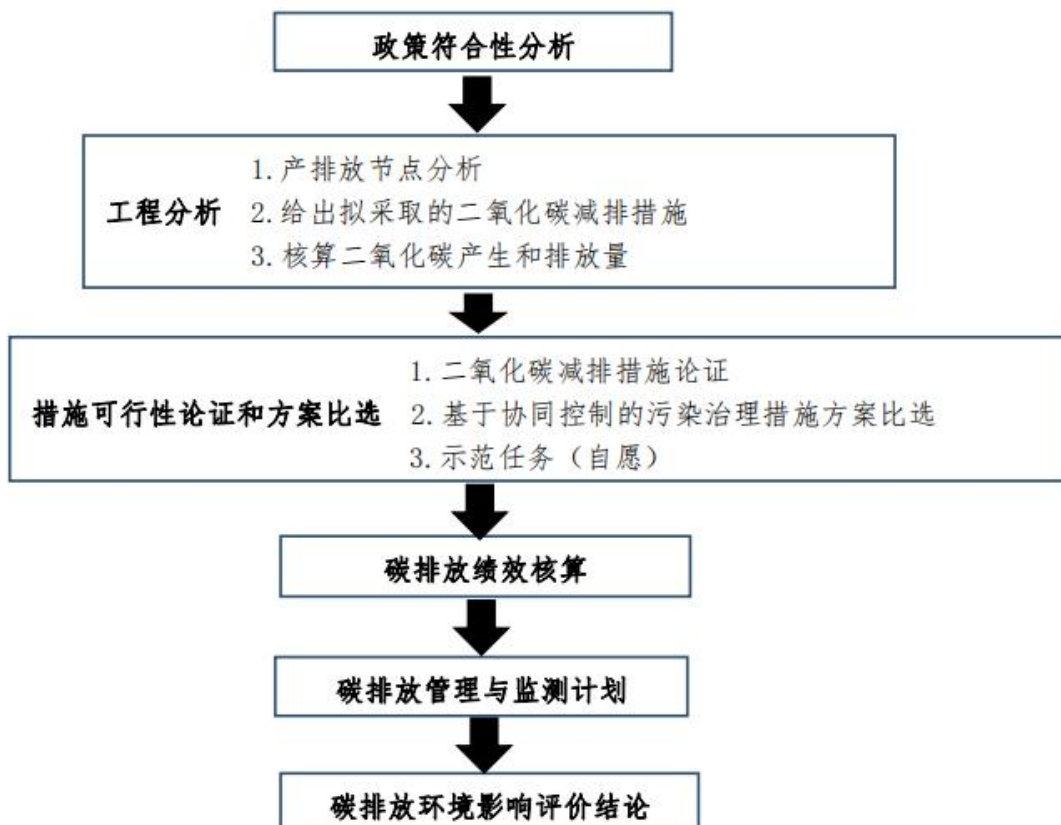 政策符合性分析
1.产排放节点分析
工程分析 2.给出拟采取的二氧化碳减排措施
3.核算二氧化碳产生和排放量
1.二氧化碳减排措施论证
措施可行性论证和方案比选 2.基于协同控制的污染治理措施方案比选
3.示范任务（自愿）
碳排放绩效核算
碳排放管理与监测计划
碳排放环境影响评价结论